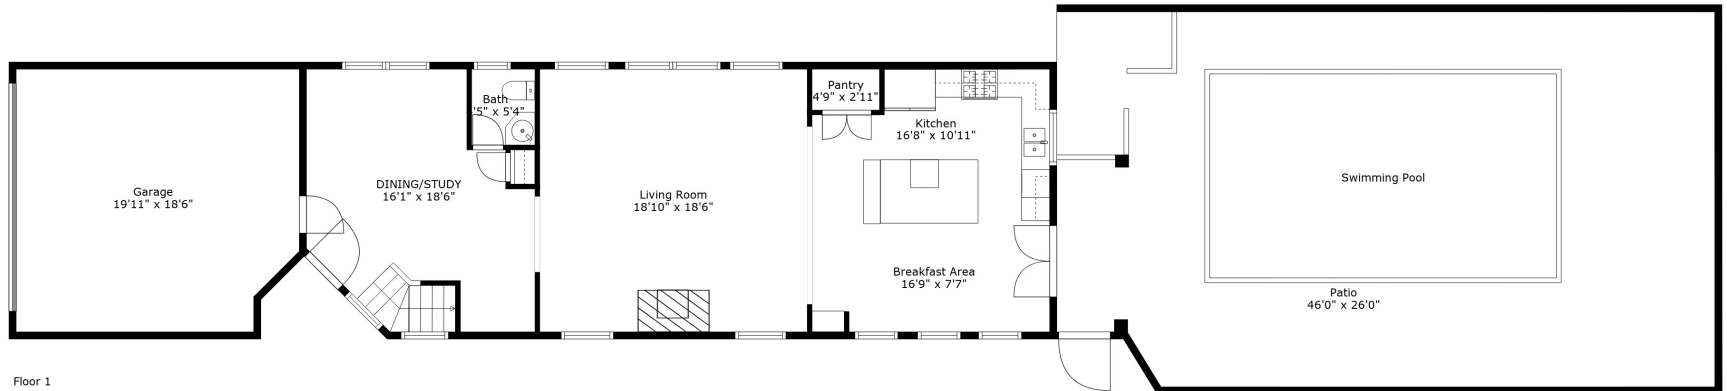 Garage
19'11" x 18'6"
DINING/STUDY
16'1" x 18'6"
Bath
5" x 5'4"
Living Room
18'10" x 18'6"
Pantry
4'9" x 2'11"
Kitchen
16'8" x 10'11"
Breakfast Area
16'9" x 7'7"
Swimming Pool
Patio
46'0" x 26'0"
Floor 1